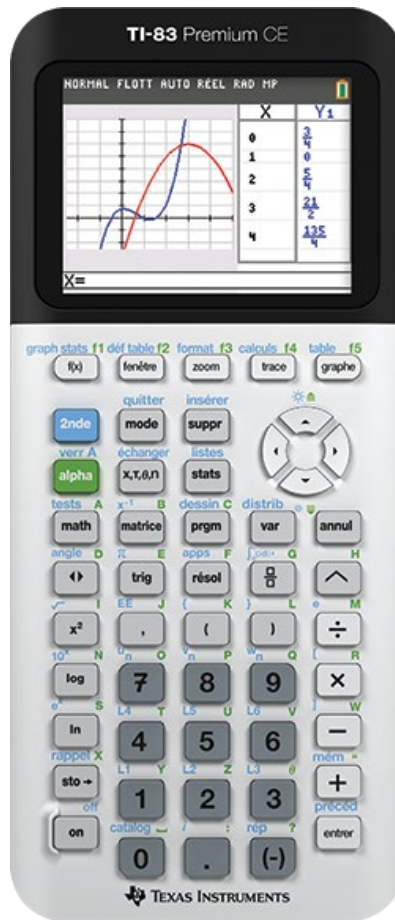 TI-83 Premium CE
NORMAL FLOTT AUTO RÉEL RAD MP
X Y1
0 3/4
1 0
2 5/4
3 21/2
4 135/4
X=
graph stats f1 déf table f2 format f3 calculs f4 table f5
f(x) fenêtre zoom trace graphe
quitter insérer
2nde mode suppr
verr A échanger listes
alpha x,τ,θ,n stats
tests A x⁻¹ B dessin C distrib
math matrice prgm var annul
angle D π E apps F G H
trig résol
√ I EE J { K } L e M
x² , ( ) ÷
10ˣ N uₙ O vₙ P wₙ Q [ R
log 7 8 9 ×
eˣ S L4 T L5 U L6 V ] W
ln 4 5 6 −
rappel X L1 Y L2 Z L3 θ mém "
sto→ 1 2 3 +
off catalog i : rép ? précéd
on 0 . (-) entrer
TEXAS INSTRUMENTS